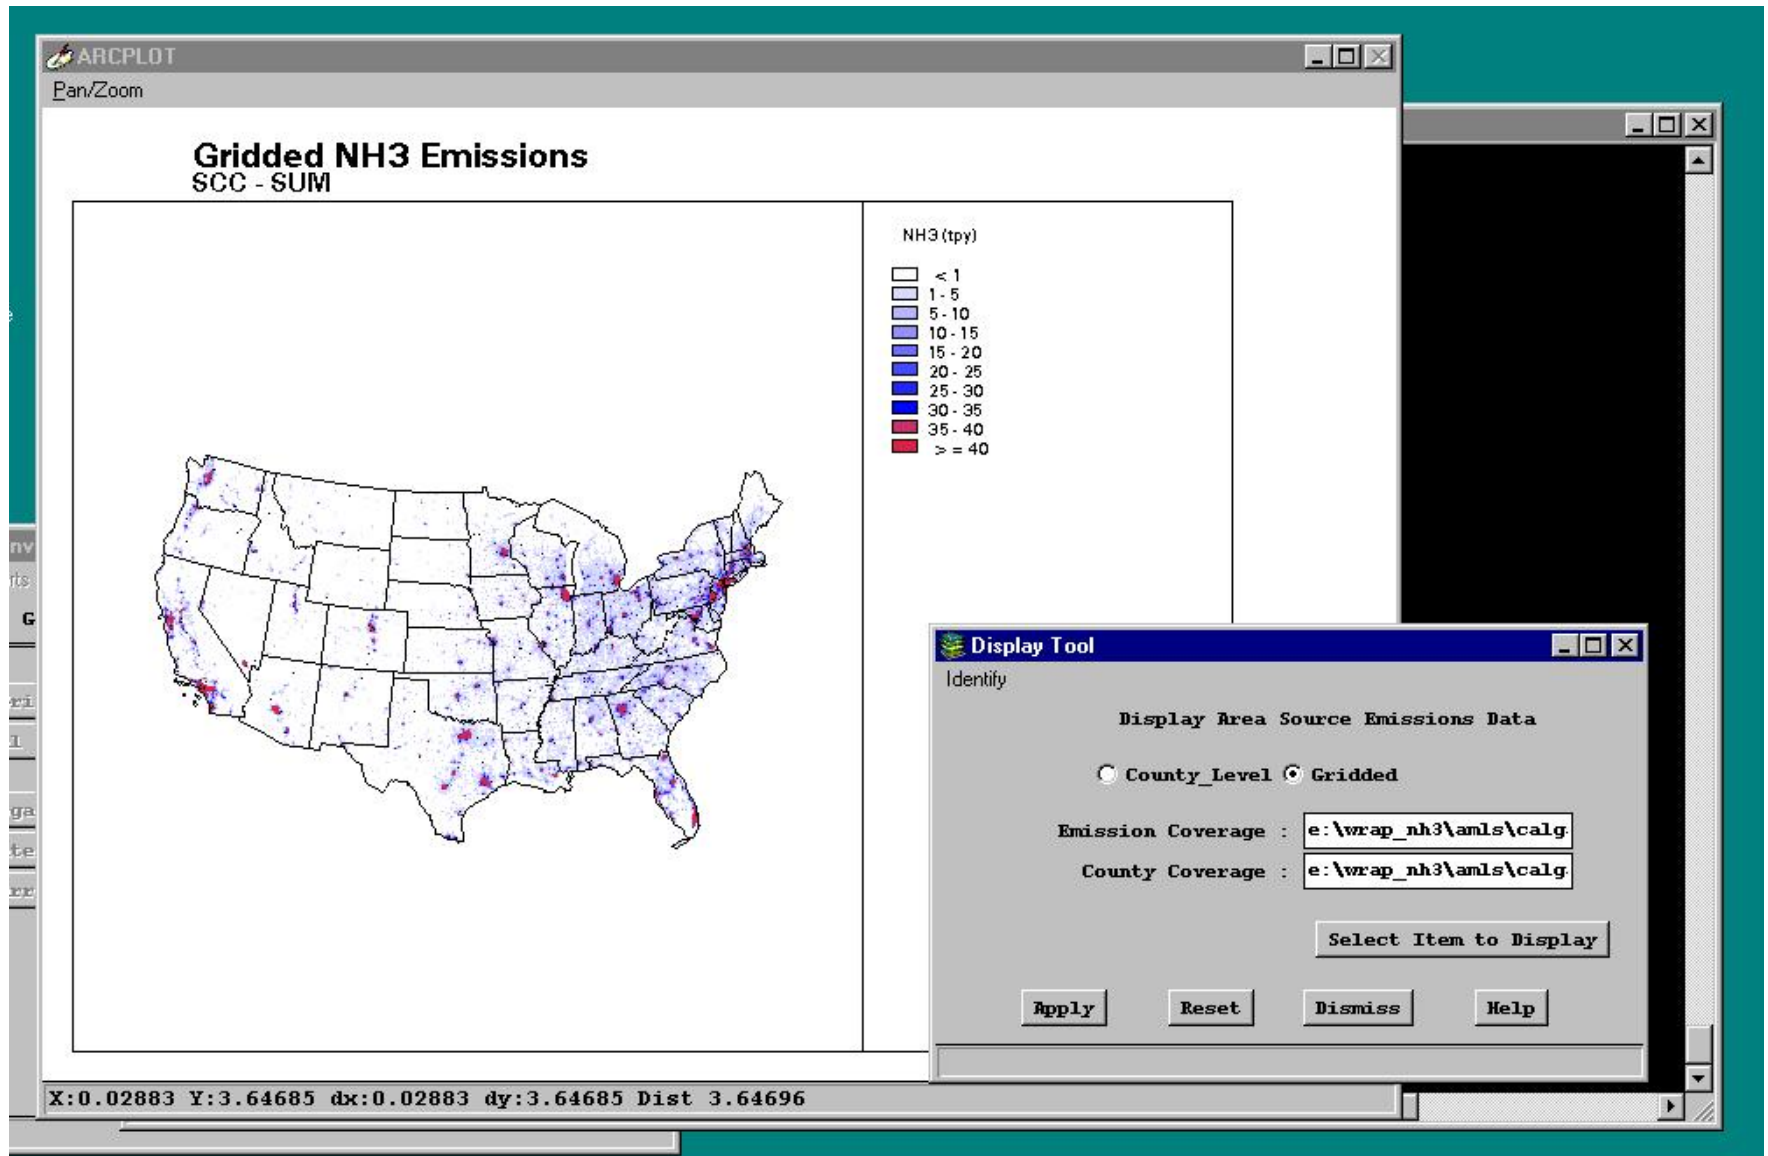 ARCPLOT
Pan/Zoom
Gridded NH3 Emissions
SCC - SUM
NH3 (tpy)
< 1
1 - 5
5 - 10
10 - 15
15 - 20
20 - 25
25 - 30
30 - 35
35 - 40
> = 40
X:0.02883 Y:3.64685 dx:0.02883 dy:3.64685 Dist 3.64696
Display Tool
Identify
Display Area Source Emissions Data
County_Level Gridded
Emission Coverage : e:\wrap_nh3\amls\calg
County Coverage : e:\wrap_nh3\amls\calg
Select Item to Display
Apply Reset Dismiss Help